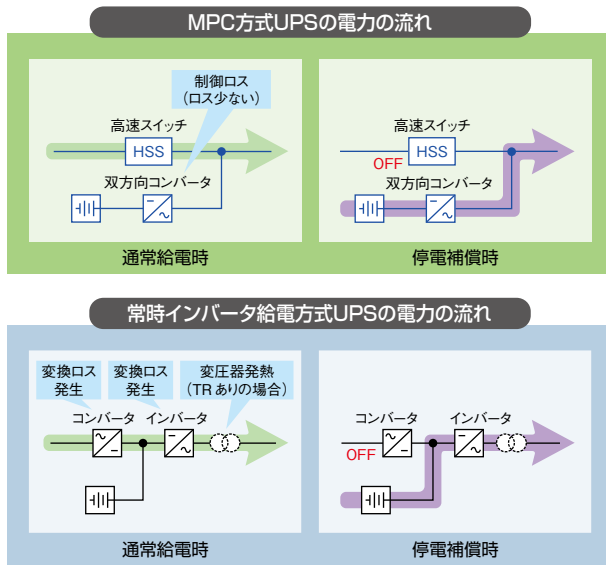 MPC方式UPSの電力の流れ
制御ロス
（ロス少ない）
高速スイッチ
HSS
双方向コンバータ
通常給電時
高速スイッチ
HSS
OFF
双方向コンバータ
停電補償時
常時インバータ給電方式UPSの電力の流れ
変換ロス
発生
変換ロス
発生
変圧器発熱
（TRありの場合）
コンバータ
インバータ
通常給電時
コンバータ
インバータ
OFF
停電補償時